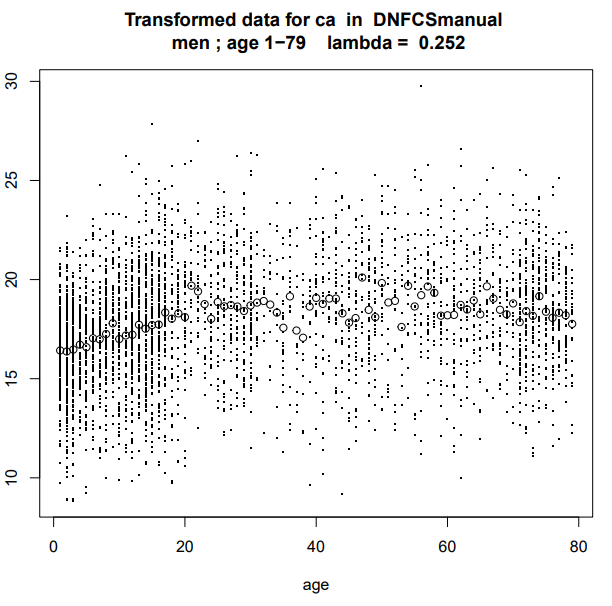 Transformed data for ca in DNFCSmanual
men ; age 1−79 lambda = 0.252
30
25
20
15
10
0 20 40 60 80
age